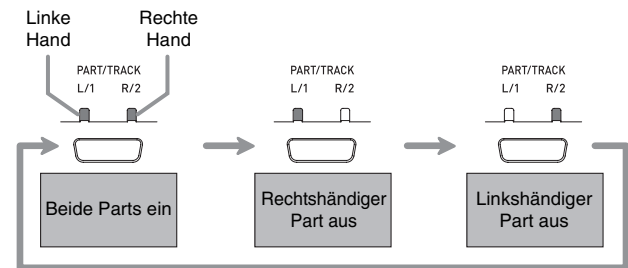 Linke
Hand
Rechte
Hand
PART/TRACK
L/1 R/2
Beide Parts ein
PART/TRACK
L/1 R/2
Rechtshändiger
Part aus
PART/TRACK
L/1 R/2
Linkshändiger
Part aus